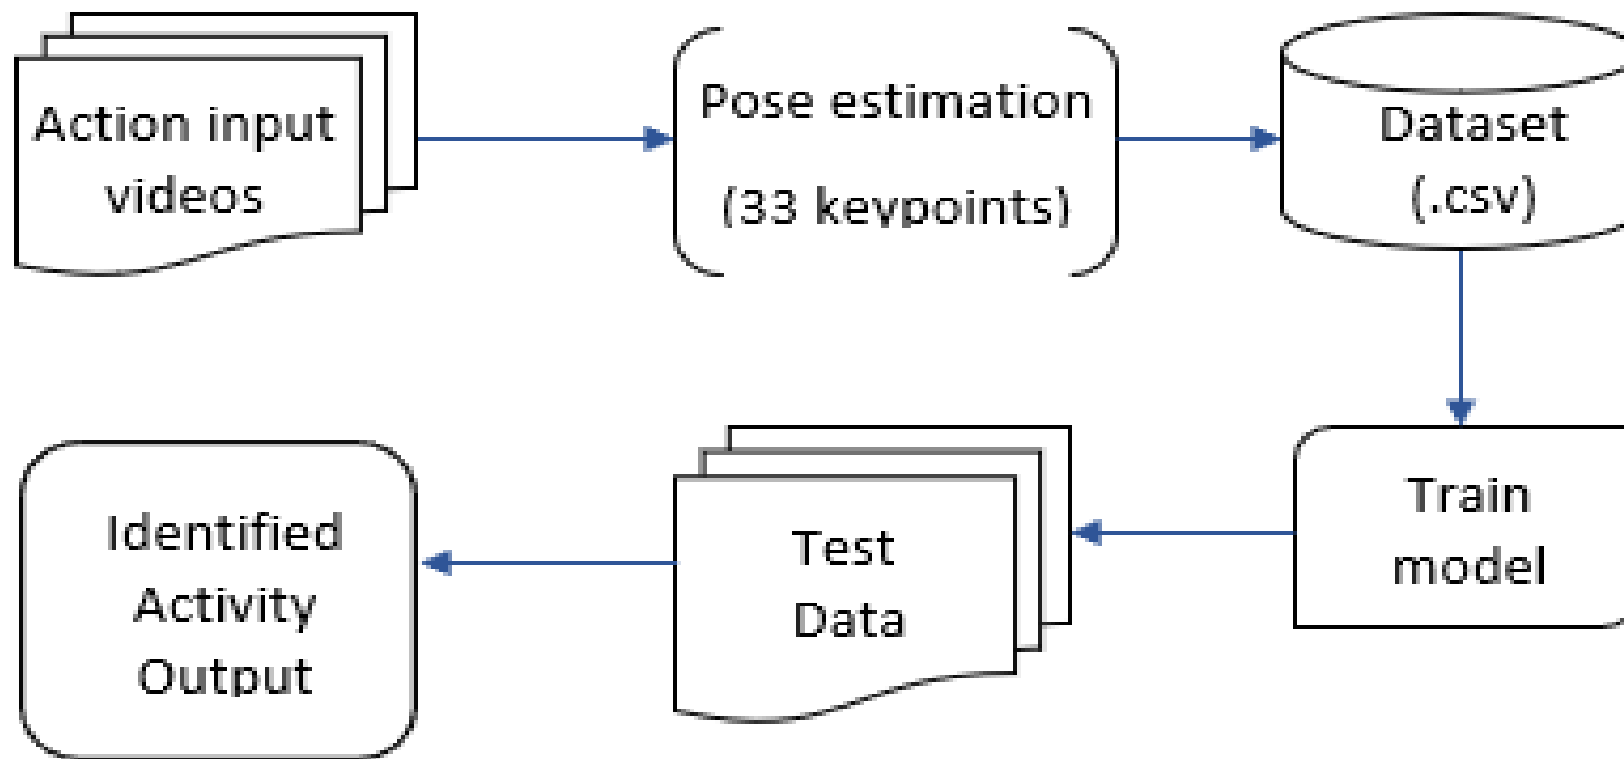 Action input
videos
Pose estimation
(33 keypoints)
Dataset
(.csv)
Train
model
Test
Data
Identified
Activity
Output